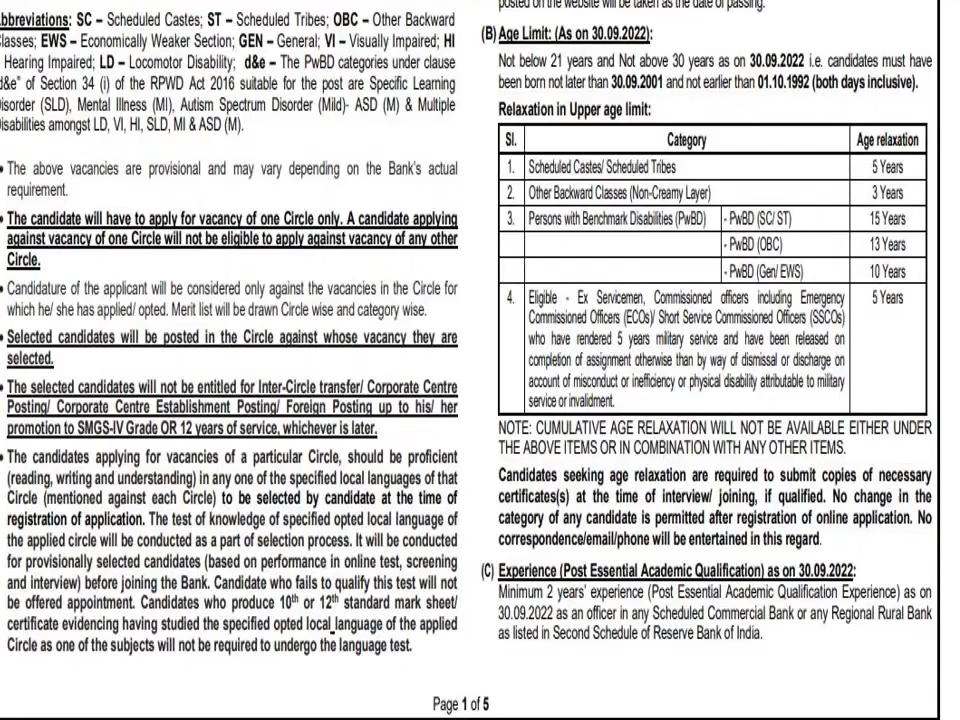 Abbreviations: SC – Scheduled Castes; ST – Scheduled Tribes; OBC – Other Backward
Classes; EWS – Economically Weaker Section; GEN – General; VI – Visually Impaired; HI
Hearing Impaired; LD – Locomotor Disability; d&e – The PwBD categories under clause
"d&e" of Section 34 (i) of the RPWD Act 2016 suitable for the post are Specific Learning
Disorder (SLD), Mental Illness (MI), Autism Spectrum Disorder (Mild)- ASD (M) & Multiple
Disabilities amongst LD, VI, HI, SLD, MI & ASD (M).
• The above vacancies are provisional and may vary depending on the Bank's actual
requirement.
• The candidate will have to apply for vacancy of one Circle only. A candidate applying
against vacancy of one Circle will not be eligible to apply against vacancy of any other
Circle.
• Candidature of the applicant will be considered only against the vacancies in the Circle for
which he/ she has applied/ opted. Merit list will be drawn Circle wise and category wise.
• Selected candidates will be posted in the Circle against whose vacancy they are
selected.
• The selected candidates will not be entitled for Inter-Circle transfer/ Corporate Centre
Posting/ Corporate Centre Establishment Posting/ Foreign Posting up to his/ her
promotion to SMGS-IV Grade OR 12 years of service, whichever is later.
• The candidates applying for vacancies of a particular Circle, should be proficient
(reading, writing and understanding) in any one of the specified local languages of that
Circle (mentioned against each Circle) to be selected by candidate at the time of
registration of application. The test of knowledge of specified opted local language of
the applied circle will be conducted as a part of selection process. It will be conducted
for provisionally selected candidates (based on performance in online test, screening
and interview) before joining the Bank. Candidate who fails to qualify this test will not
be offered appointment. Candidates who produce 10th or 12th standard mark sheet/
certificate evidencing having studied the specified opted local language of the applied
Circle as one of the subjects will not be required to undergo the language test.
posted on the website will be taken as the date of passing.
(B) Age Limit: (As on 30.09.2022):
Not below 21 years and Not above 30 years as on 30.09.2022 i.e. candidates must have
been born not later than 30.09.2001 and not earlier than 01.10.1992 (both days inclusive).
Relaxation in Upper age limit:
Sl. Category Age relaxation
1. Scheduled Castes/ Scheduled Tribes 5 Years
2. Other Backward Classes (Non-Creamy Layer) 3 Years
3. Persons with Benchmark Disabilities (PwBD) - PwBD (SC/ ST) 15 Years
- PwBD (OBC) 13 Years
- PwBD (Gen/ EWS) 10 Years
4. Eligible - Ex Servicemen, Commissioned officers including Emergency 5 Years
Commissioned Officers (ECOs)/ Short Service Commissioned Officers (SSCOs)
who have rendered 5 years military service and have been released on
completion of assignment otherwise than by way of dismissal or discharge on
account of misconduct or inefficiency or physical disability attributable to military
service or invalidment.
NOTE: CUMULATIVE AGE RELAXATION WILL NOT BE AVAILABLE EITHER UNDER
THE ABOVE ITEMS OR IN COMBINATION WITH ANY OTHER ITEMS.
Candidates seeking age relaxation are required to submit copies of necessary
certificates(s) at the time of interview/ joining, if qualified. No change in the
category of any candidate is permitted after registration of online application. No
correspondence/email/phone will be entertained in this regard.
(C) Experience (Post Essential Academic Qualification) as on 30.09.2022:
Minimum 2 years' experience (Post Essential Academic Qualification Experience) as on
30.09.2022 as an officer in any Scheduled Commercial Bank or any Regional Rural Bank
as listed in Second Schedule of Reserve Bank of India.
Page 1 of 5